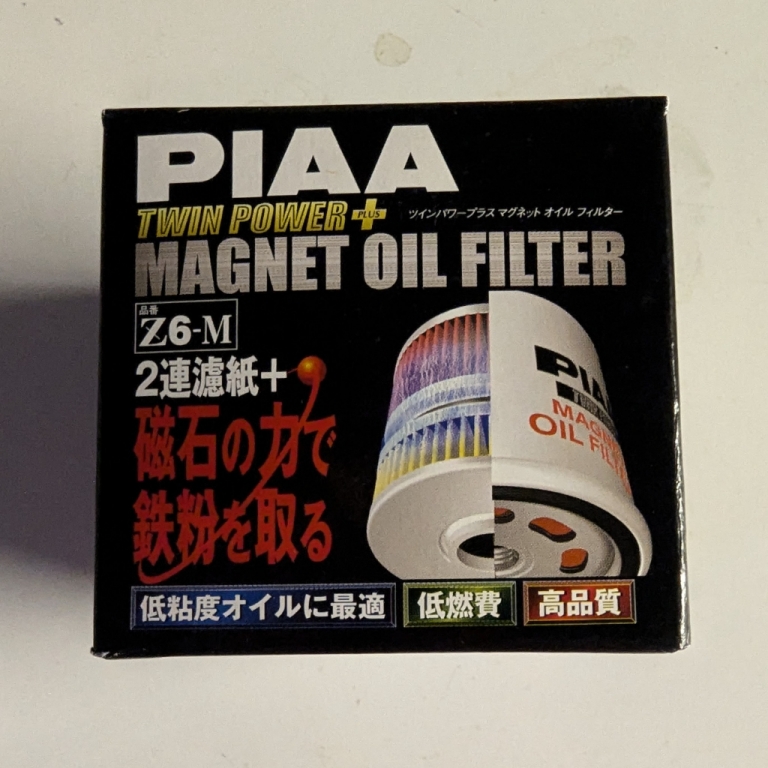 PIAA
TWIN POWER + PLUS
ツインパワープラス マグネット オイル フィルター
MAGNET OIL FILTER
品番
Z6-M
2連濾紙+
磁石の力で
鉄粉を取る
PIAA
OIL FILT
低粘度オイルに最適
低燃費
高品質